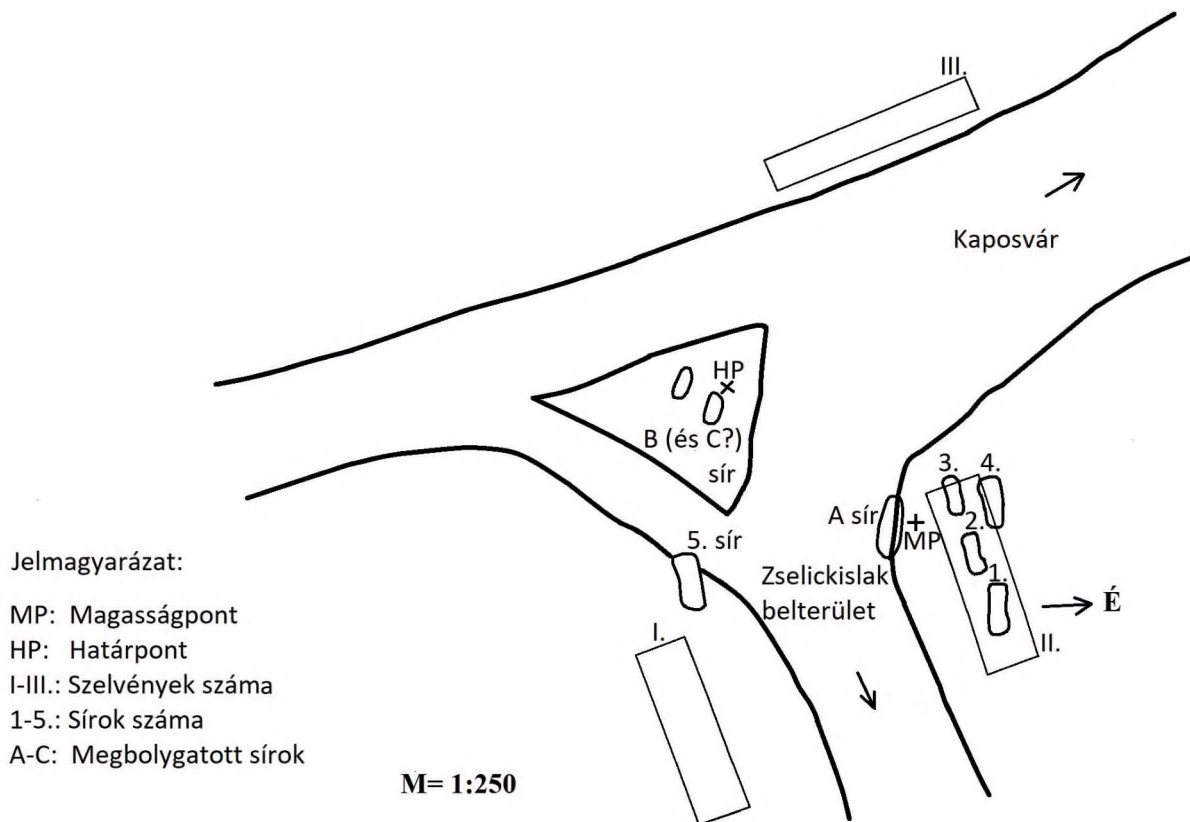 III.
Kaposvár
HP
B (és C?)
sír
3.
4.
A sír
MP
2.
5. sír
1.
Zselickislak
belterület
É
I.
II.
Jelmagyarázat:
MP: Magasságpont
HP: Határpont
I-III.: Szelvények száma
1-5.: Sírok száma
A-C: Megbolygatott sírok
M= 1:250